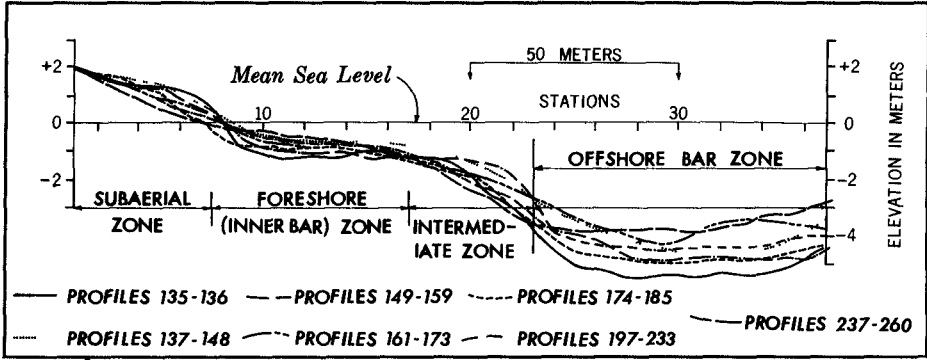 50 METERS
+2
+2
Mean Sea Level
STATIONS
10
20
30
0
0
ELEVATION IN METERS
OFFSHORE BAR ZONE
-2
-2
SUBAERIAL
ZONE
FORESHORE
(INNER BAR) ZONE
INTERMED-
IATE ZONE
-4
PROFILES 135-136
PROFILES 149-159
PROFILES 174-185
PROFILES 237-260
PROFILES 137-148
PROFILES 161-173
PROFILES 197-233